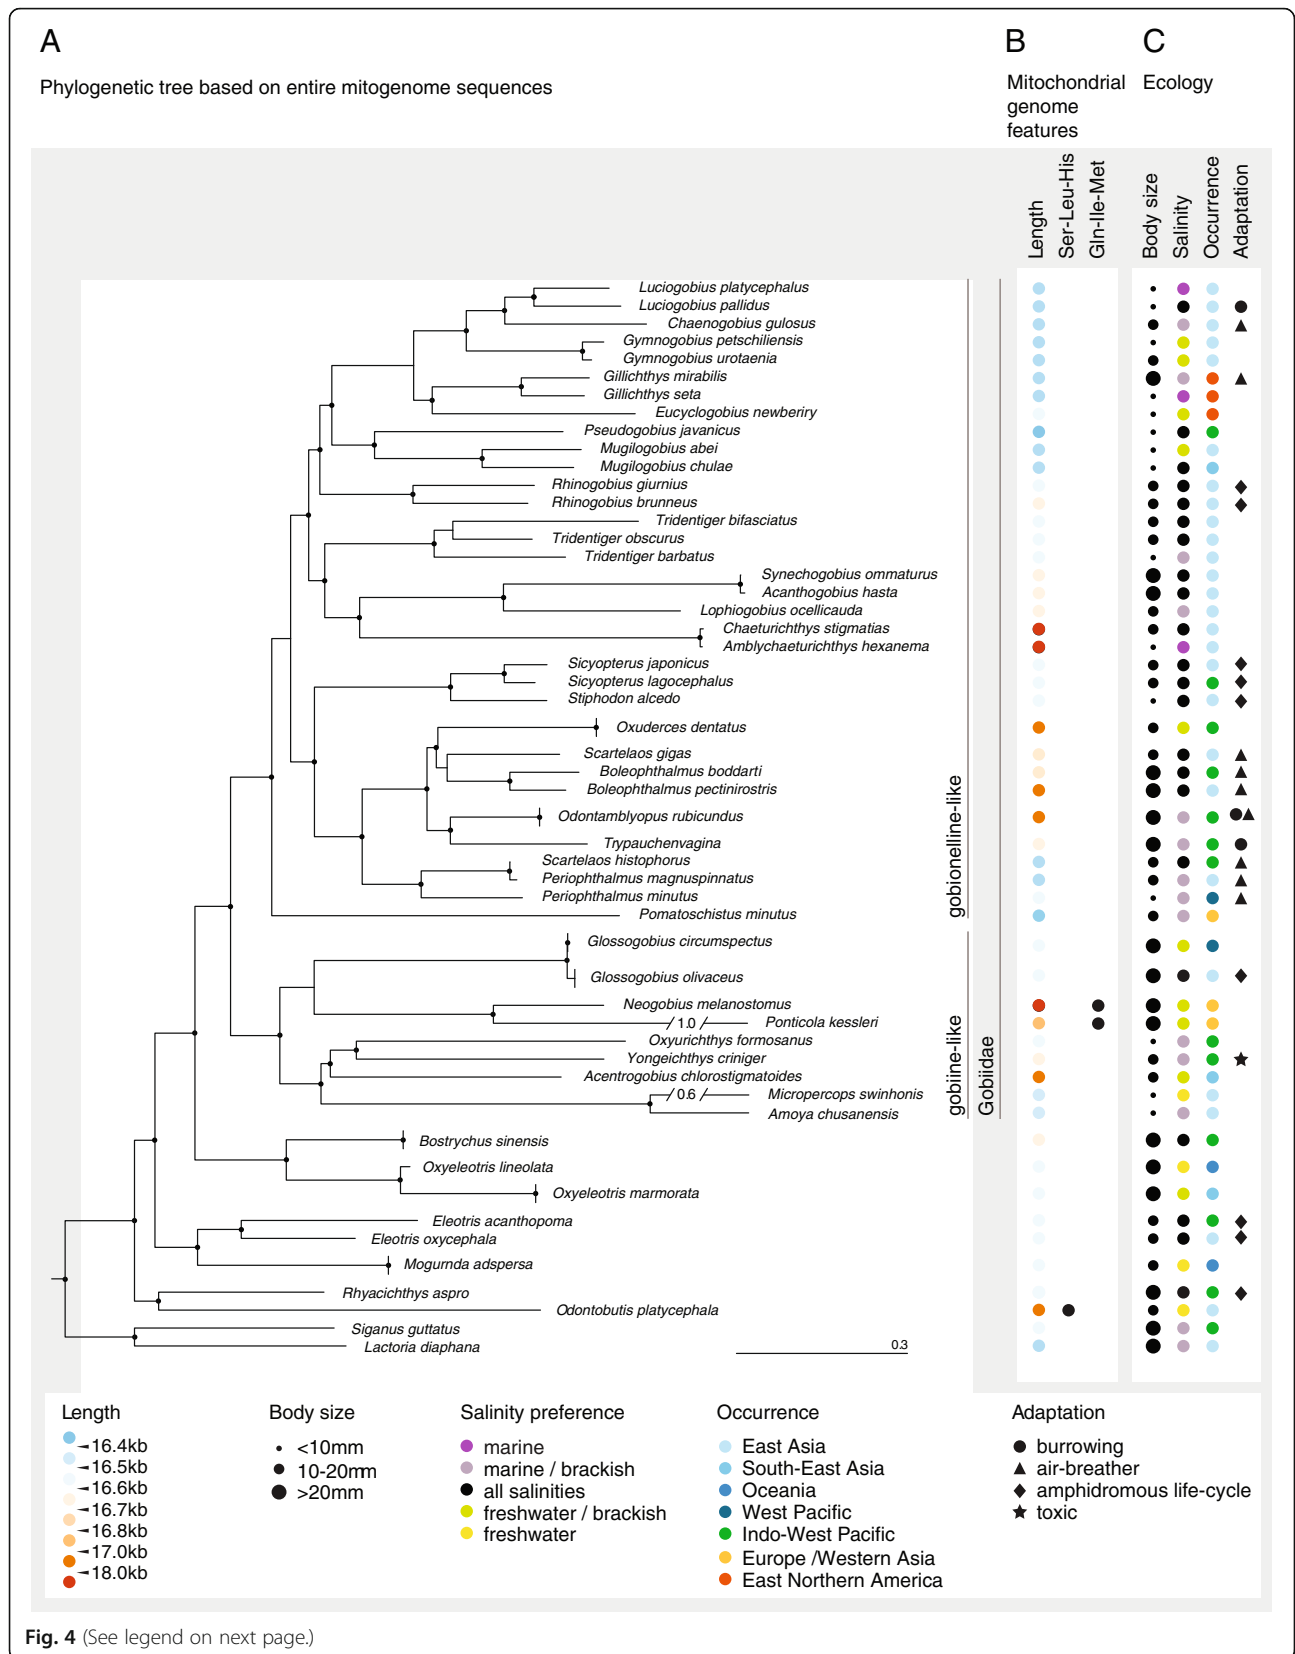 A
B
C
Phylogenetic tree based on entire mitogenome sequences
Mitochondrial
genome
features
Ecology
Length
Ser-Leu-His
Gln-Ile-Met
Body size
Salinity
Occurrence
Adaptation
Luciogobius platycephalus
Luciogobius pallidus
Chaenogobius gulosus
Gymnogobius petschiliensis
Gymnogobius urotaenia
Gillichthys mirabilis
Gillichthys seta
Eucyclogobius newberiry
Pseudogobius javanicus
Mugilogobius abei
Mugilogobius chulae
Rhinogobius giurnius
Rhinogobius brunneus
Tridentiger bifasciatus
Tridentiger obscurus
Tridentiger barbatus
Synechogobius ommaturus
Acanthogobius hasta
Lophiogobius ocellicauda
Chaeturichthys stigmatias
Amblychaeturichthys hexanema
Sicyopterus japonicus
Sicyopterus lagocephalus
Stiphodon alcedo
Oxuderces dentatus
Scartelaos gigas
Boleophthalmus boddarti
Boleophthalmus pectinirostris
Odontamblyopus rubicundus
Trypauchenvagina
Scartelaos histophorus
Periophthalmus magnuspinnatus
Periophthalmus minutus
Pomatoschistus minutus
gobionelline-like
Glossogobius circumspectus
Glossogobius olivaceus
Neogobius melanostomus
1.0
Ponticola kessleri
Oxyurichthys formosanus
Yongeichthys criniger
Acentrogobius chlorostigmatoides
0.6
Micropercops swinhonis
Amoya chusanensis
gobiine-like
Gobiidae
Bostrychus sinensis
Oxyeleotris lineolata
Oxyeleotris marmorata
Eleotris acanthopoma
Eleotris oxycephala
Mogurnda adspersa
Rhyacichthys aspro
Odontobutis platycephala
Siganus guttatus
Lactoria diaphana
0.3
Length
16.4kb
16.5kb
16.6kb
16.7kb
16.8kb
17.0kb
18.0kb
Body size
<10mm
10-20mm
>20mm
Salinity preference
marine
marine / brackish
all salinities
freshwater / brackish
freshwater
Occurrence
East Asia
South-East Asia
Oceania
West Pacific
Indo-West Pacific
Europe /Western Asia
East Northern America
Adaptation
burrowing
air-breather
amphidromous life-cycle
toxic
Fig. 4 (See legend on next page.)